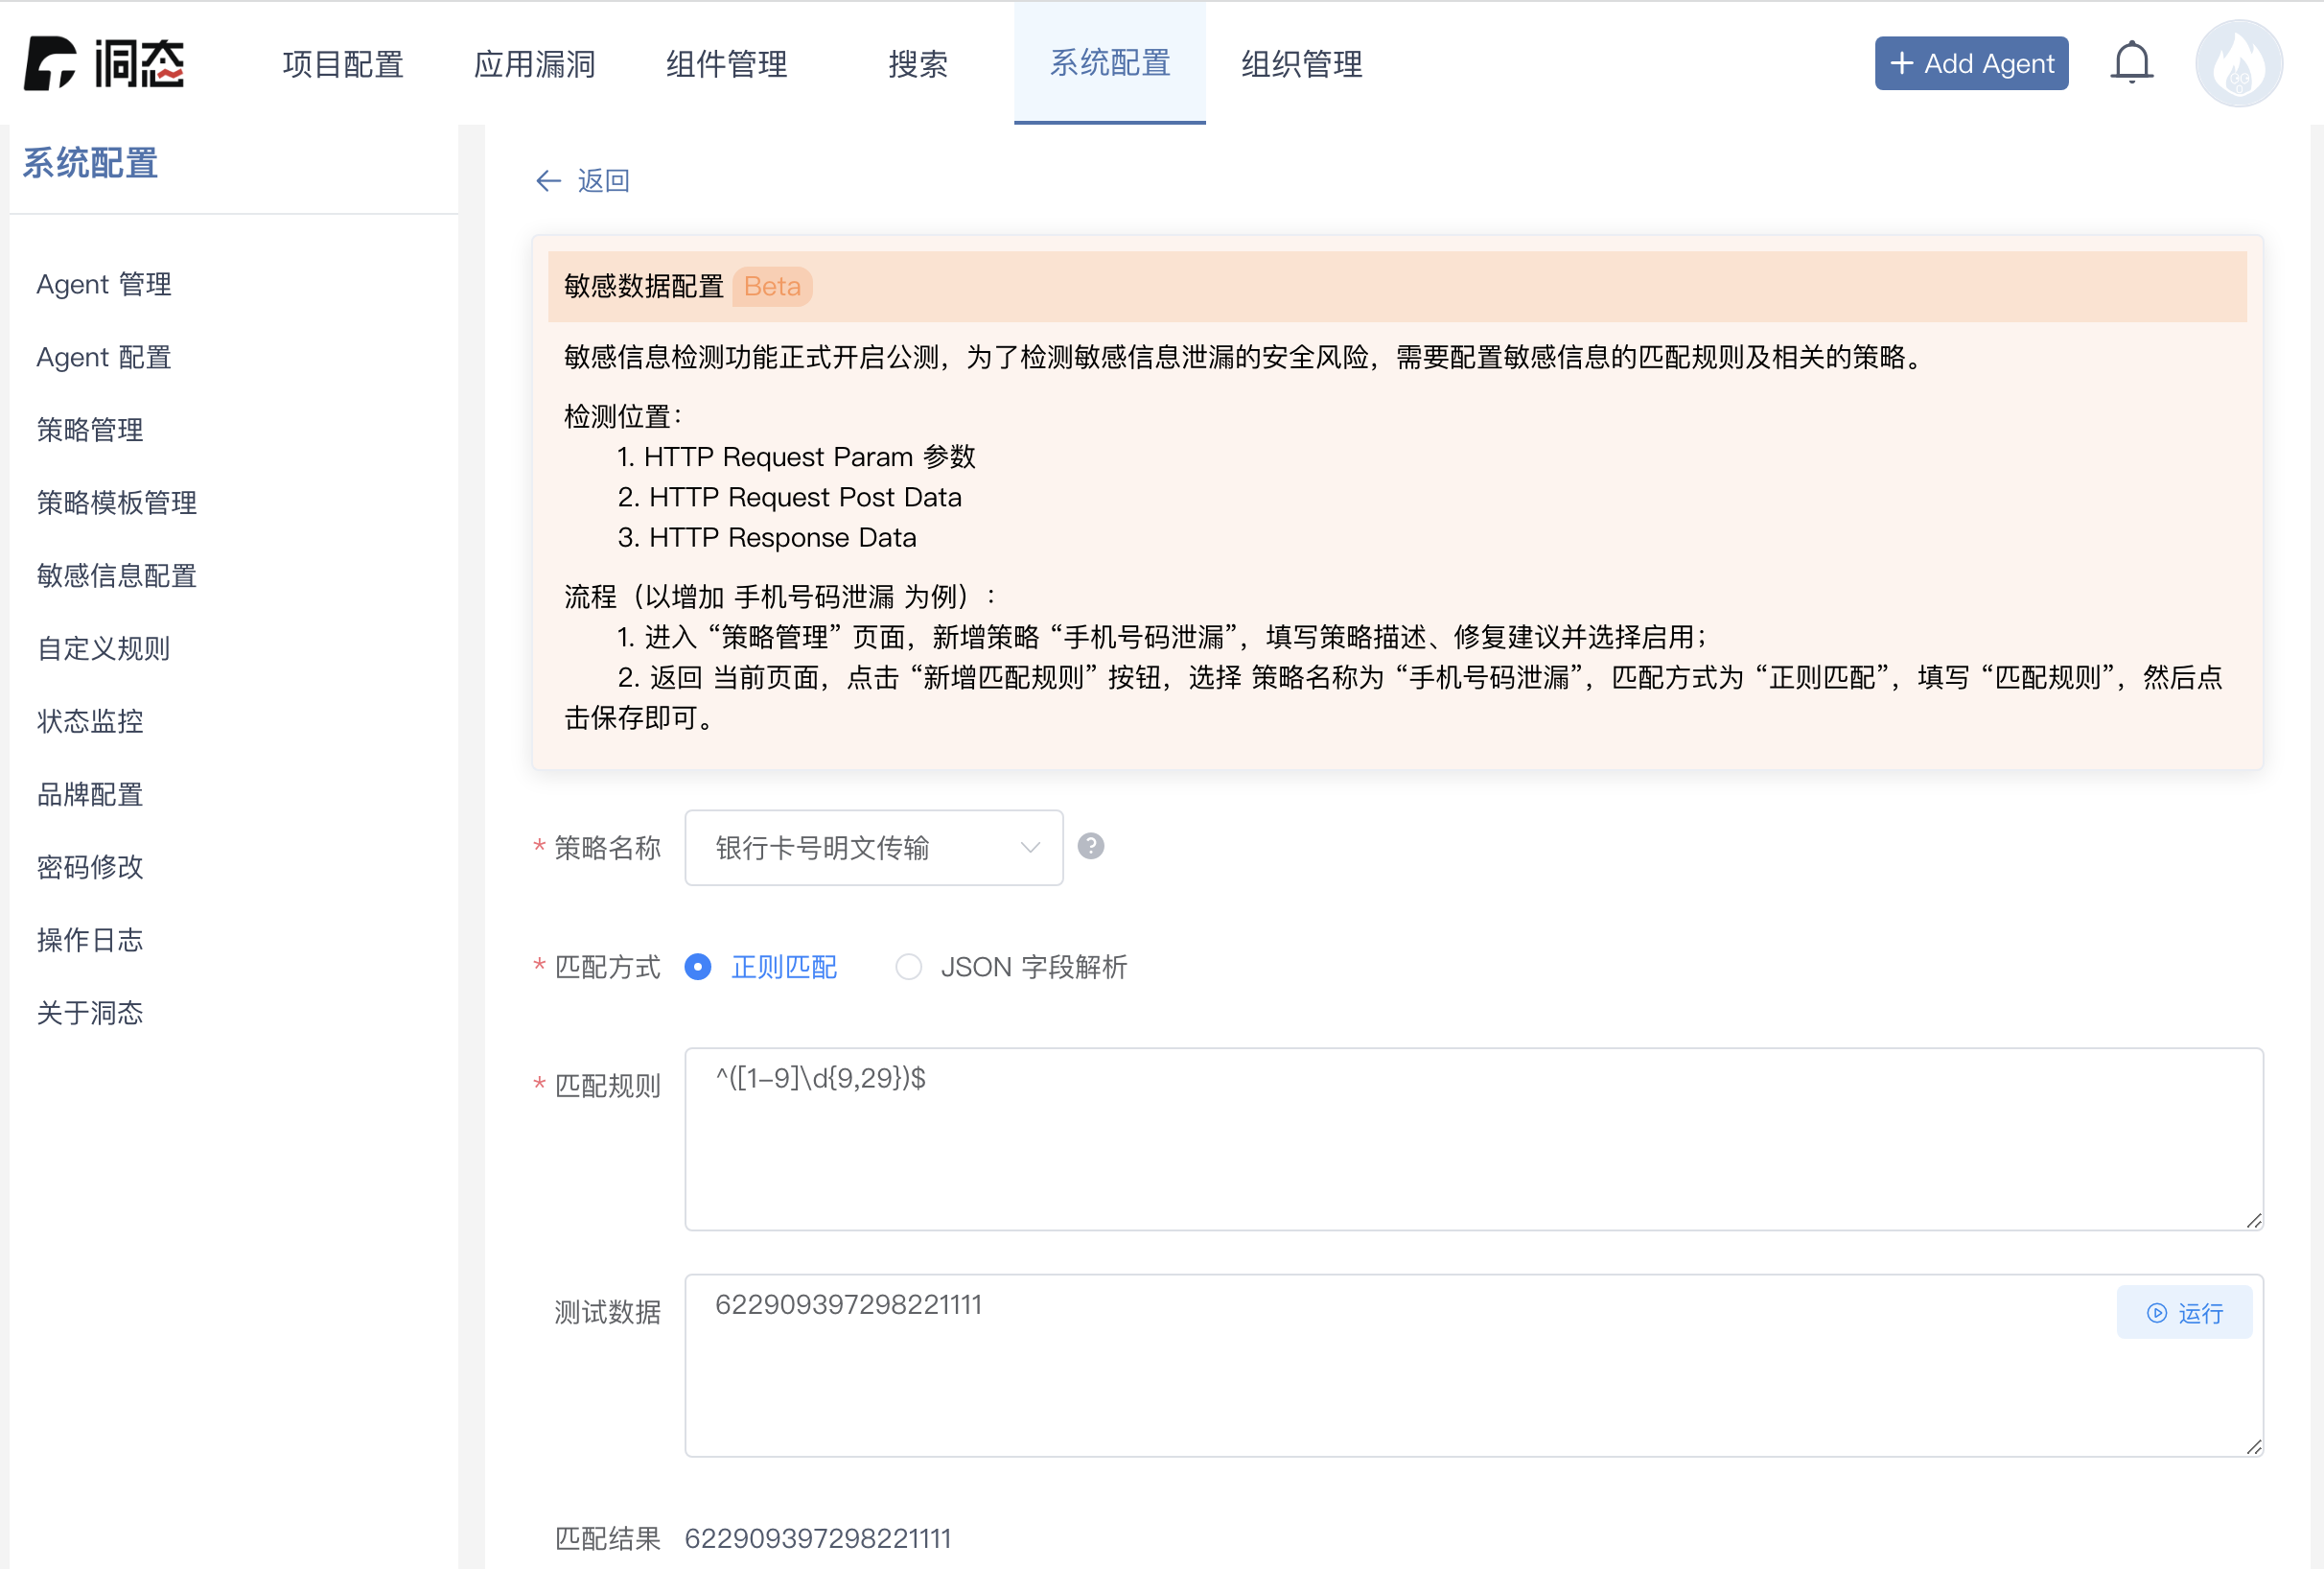 洞态 项目配置 应用漏洞 组件管理 搜索 系统配置 组织管理 + Add Agent
系统配置
Agent 管理
Agent 配置
策略管理
策略模板管理
敏感信息配置
自定义规则
状态监控
品牌配置
密码修改
操作日志
关于洞态
← 返回
敏感数据配置 Beta
敏感信息检测功能正式开启公测，为了检测敏感信息泄漏的安全风险，需要配置敏感信息的匹配规则及相关的策略。
检测位置：
1. HTTP Request Param 参数
2. HTTP Request Post Data
3. HTTP Response Data
流程（以增加 手机号码泄漏 为例）：
1. 进入 “策略管理” 页面，新增策略 “手机号码泄漏”，填写策略描述、修复建议并选择启用；
2. 返回 当前页面，点击 “新增匹配规则” 按钮，选择 策略名称为 “手机号码泄漏”，匹配方式为 “正则匹配”，填写 “匹配规则”，然后点
击保存即可。
* 策略名称 银行卡号明文传输 ?
* 匹配方式 正则匹配 JSON 字段解析
* 匹配规则 ^([1-9]\d{9,29})$
测试数据 622909397298221111 运行
匹配结果 622909397298221111